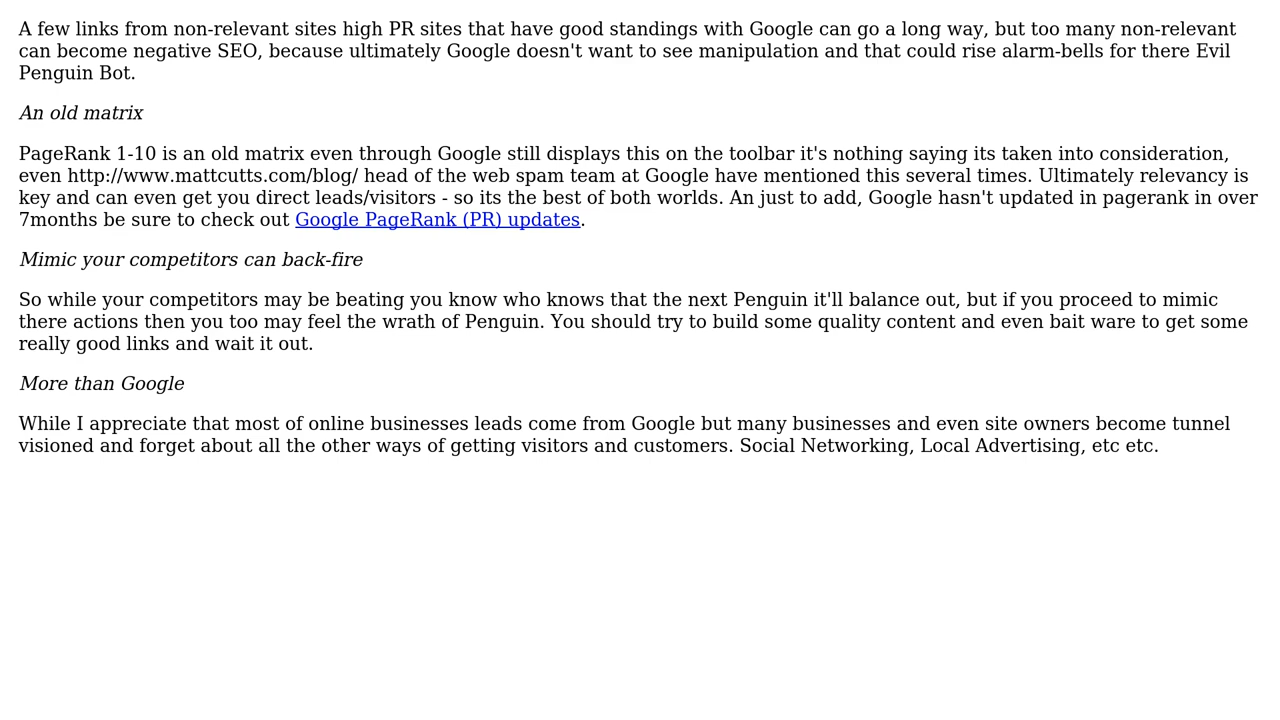 A few links from non-relevant sites high PR sites that have good standings with Google can go a long way, but too many non-relevant
can become negative SEO, because ultimately Google doesn't want to see manipulation and that could rise alarm-bells for there Evil
Penguin Bot.
An old matrix
PageRank 1-10 is an old matrix even through Google still displays this on the toolbar it's nothing saying its taken into consideration,
even http://www.mattcutts.com/blog/ head of the web spam team at Google have mentioned this several times. Ultimately relevancy is
key and can even get you direct leads/visitors - so its the best of both worlds. An just to add, Google hasn't updated in pagerank in over
7months be sure to check out Google PageRank (PR) updates.
Mimic your competitors can back-fire
So while your competitors may be beating you know who knows that the next Penguin it'll balance out, but if you proceed to mimic
there actions then you too may feel the wrath of Penguin. You should try to build some quality content and even bait ware to get some
really good links and wait it out.
More than Google
While I appreciate that most of online businesses leads come from Google but many businesses and even site owners become tunnel
visioned and forget about all the other ways of getting visitors and customers. Social Networking, Local Advertising, etc etc.